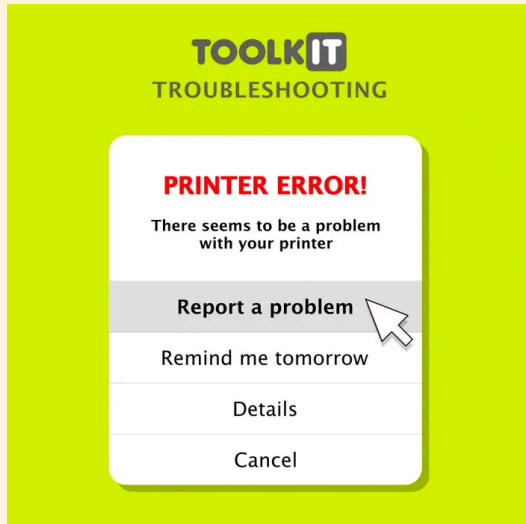 TOOLKIT
TROUBLESHOOTING
PRINTER ERROR!
There seems to be a problem
with your printer
Report a problem
Remind me tomorrow
Details
Cancel